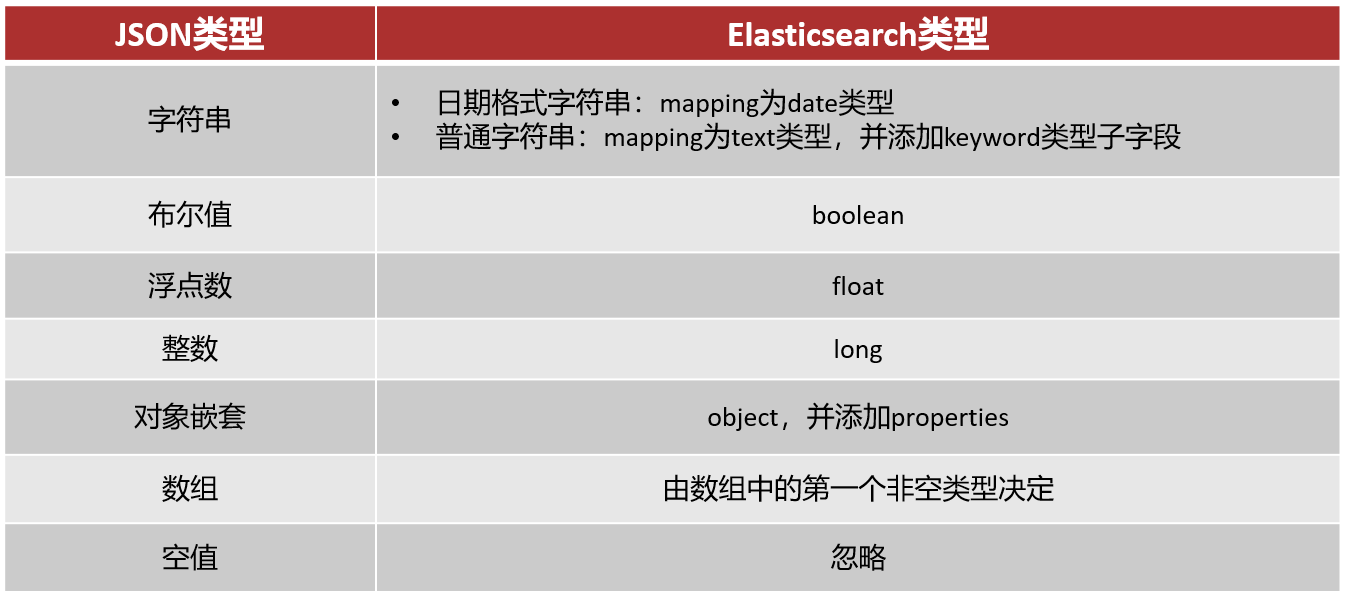 JSON类型
Elasticsearch类型
字符串
• 日期格式字符串：mapping为date类型
• 普通字符串：mapping为text类型，并添加keyword类型子字段
布尔值
boolean
浮点数
float
整数
long
对象嵌套
object，并添加properties
数组
由数组中的第一个非空类型决定
空值
忽略